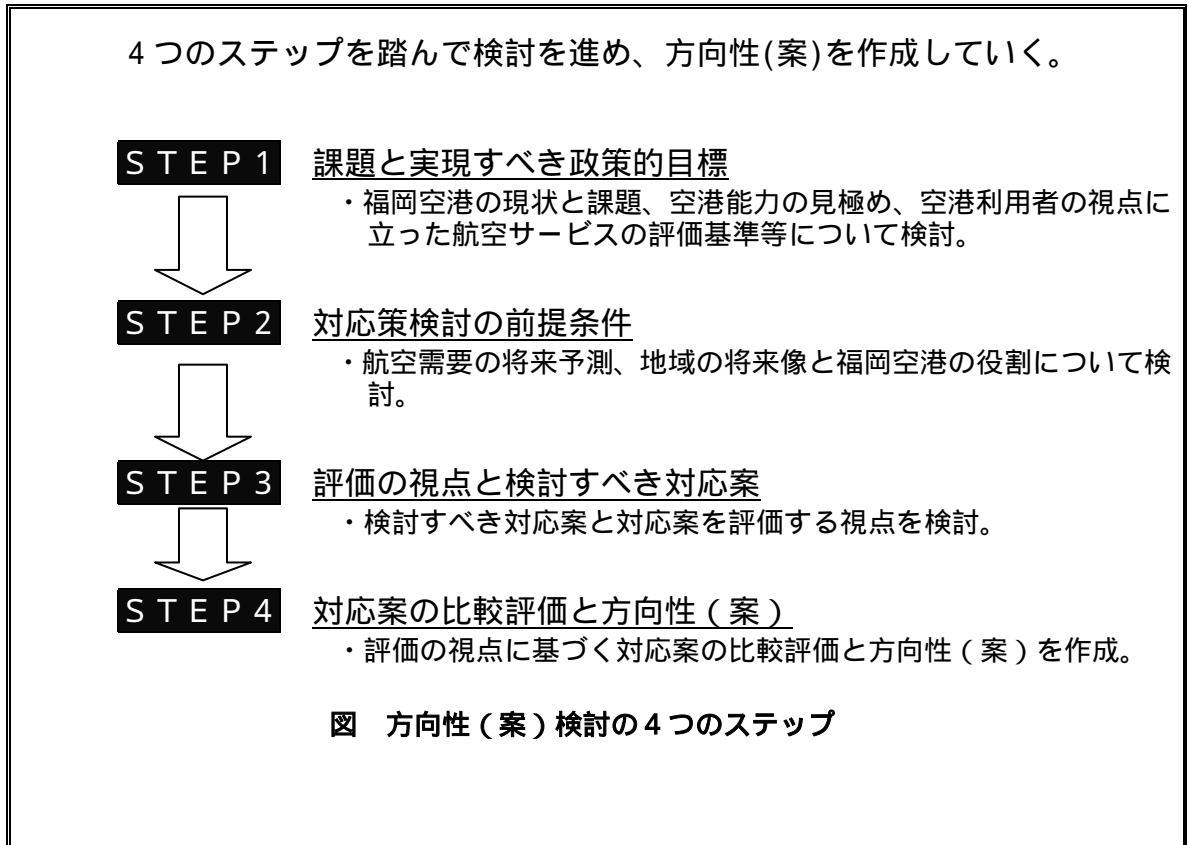 ４つのステップを踏んで検討を進め、方向性(案)を作成していく。
ＳＴＥＰ１ 課題と実現すべき政策的目標
・福岡空港の現状と課題、空港能力の見極め、空港利用者の視点に
立った航空サービスの評価基準等について検討。
ＳＴＥＰ２ 対応策検討の前提条件
・航空需要の将来予測、地域の将来像と福岡空港の役割について検
討。
ＳＴＥＰ３ 評価の視点と検討すべき対応案
・検討すべき対応案と対応案を評価する視点を検討。
ＳＴＥＰ４ 対応案の比較評価と方向性（案）
・評価の視点に基づく対応案の比較評価と方向性（案）を作成。
図　方向性（案）検討の４つのステップ